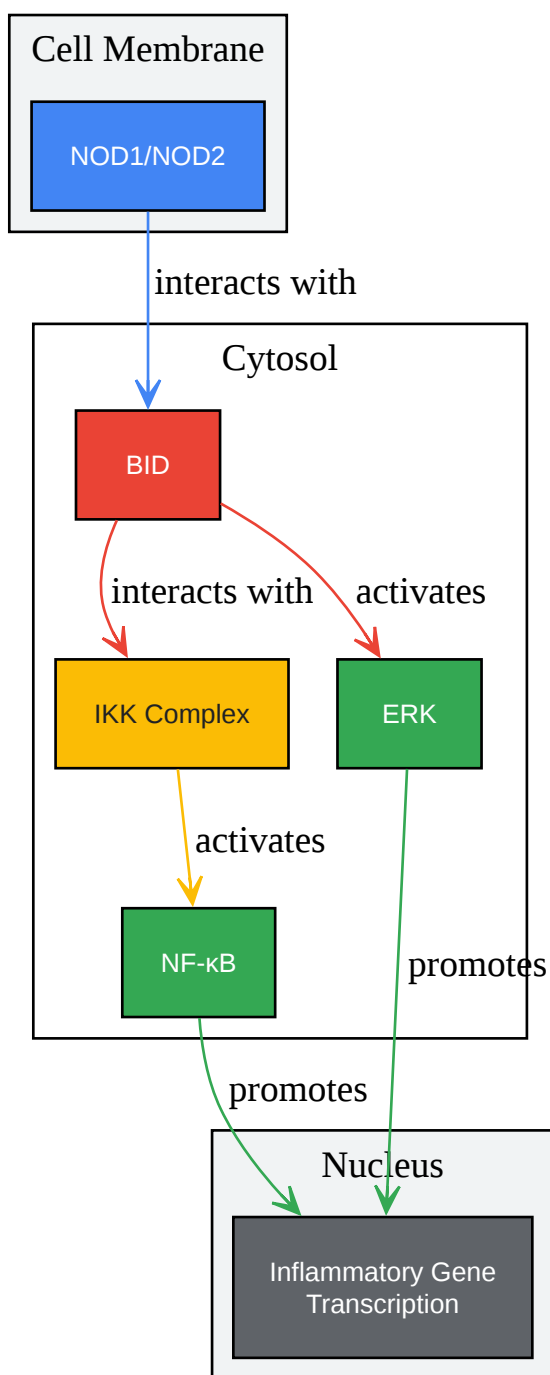 Cell Membrane
NOD1/NOD2
interacts with
Cytosol
BID
interacts with
activates
IKK Complex
ERK
activates
NF-κB
promotes
promotes
Nucleus
Inflammatory Gene
Transcription